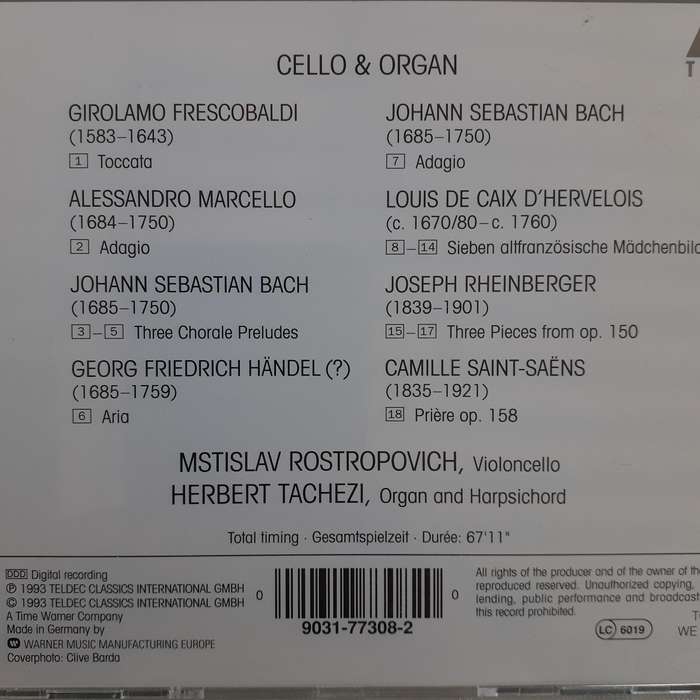 CELLO & ORGAN
GIROLAMO FRESCOBALDI
(1583–1643)
1 Toccata
ALESSANDRO MARCELLO
(1684–1750)
2 Adagio
JOHANN SEBASTIAN BACH
(1685–1750)
3 – 5 Three Chorale Preludes
GEORG FRIEDRICH HÄNDEL (?)
(1685–1759)
6 Aria
JOHANN SEBASTIAN BACH
(1685–1750)
7 Adagio
LOUIS DE CAIX D'HERVELOIS
(c. 1670/80 – c. 1760)
8 – 14 Sieben altfranzösische
JOSEPH RHEINBERGER
(1839–1901)
15 – 17 Three Pieces from op. 150
CAMILLE SAINT-SAËNS
(1835–1921)
18 Prière op. 158
MSTISLAV ROSTROPOVICH, Violoncello
HERBERT TACHEZI, Organ and Harpsichord
Total timing · Gesamtspielzeit · Durée: 67'11"
DDD Digital recording
℗ 1993 TELDEC CLASSICS INTERNATIONAL GMBH
© 1993 TELDEC CLASSICS INTERNATIONAL GMBH
A Time Warner Company
Made in Germany by
WARNER MUSIC MANUFACTURING EUROPE
Coverphoto: Clive Barda
0 0
9031-77308-2
All rights of the producer and of the owner of the
reproduced reserved. Unauthorized copying,
lending, public performance and broadcast
this record prohibited.
LC 6019
WE